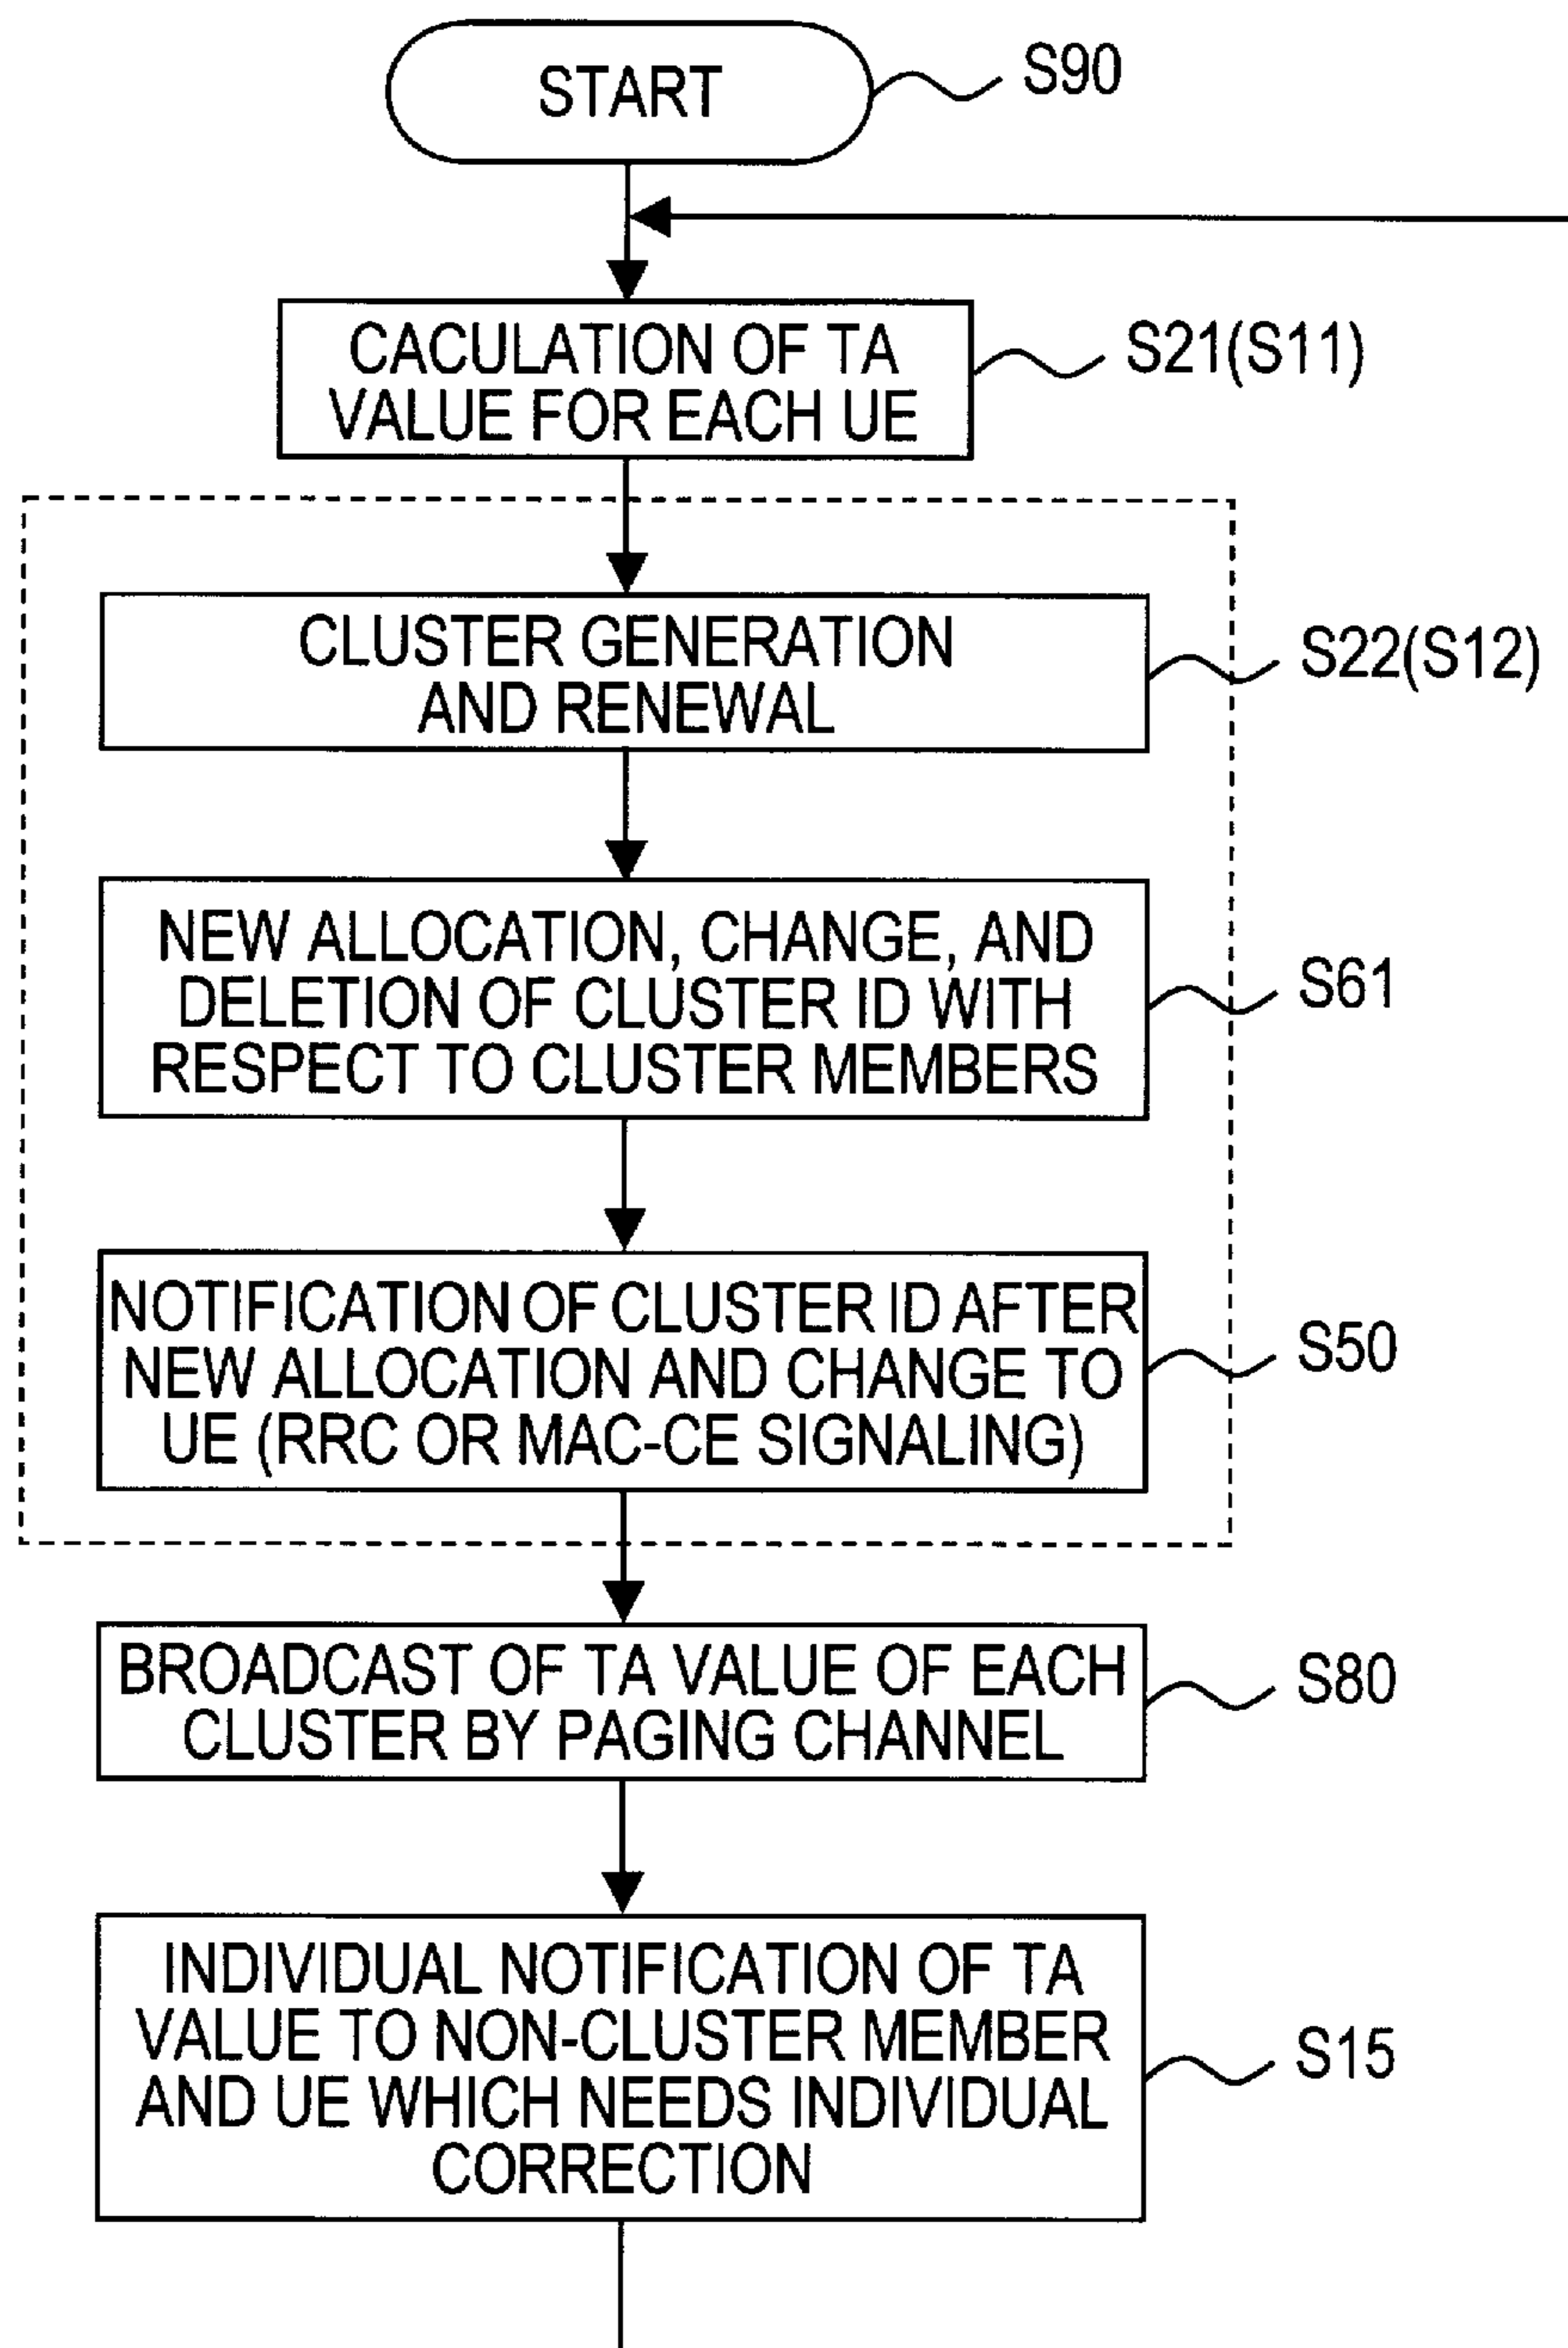 START
S90
CACULATION OF TA
VALUE FOR EACH UE
S21(S11)
CLUSTER GENERATION
AND RENEWAL
S22(S12)
NEW ALLOCATION, CHANGE, AND
DELETION OF CLUSTER ID WITH
RESPECT TO CLUSTER MEMBERS
S61
NOTIFICATION OF CLUSTER ID AFTER
NEW ALLOCATION AND CHANGE TO
UE (RRC OR MAC-CE SIGNALING)
S50
BROADCAST OF TA VALUE OF EACH
CLUSTER BY PAGING CHANNEL
S80
INDIVIDUAL NOTIFICATION OF TA
VALUE TO NON-CLUSTER MEMBER
AND UE WHICH NEEDS INDIVIDUAL
CORRECTION
S15